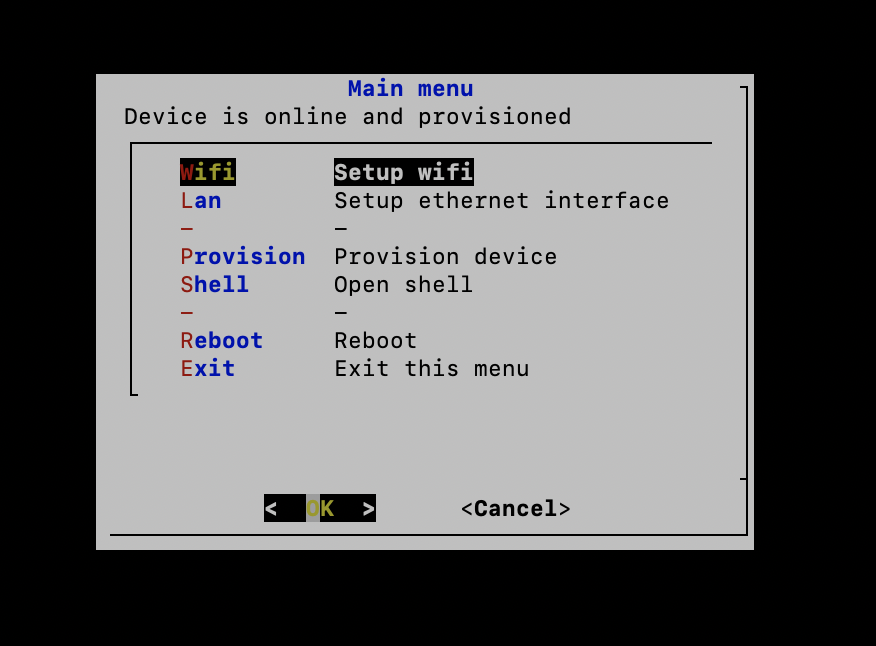 Main menu
Device is online and provisioned
Wifi Setup wifi
Lan Setup ethernet interface
– –
Provision Provision device
Shell Open shell
– –
Reboot Reboot
Exit Exit this menu
< OK > <Cancel>